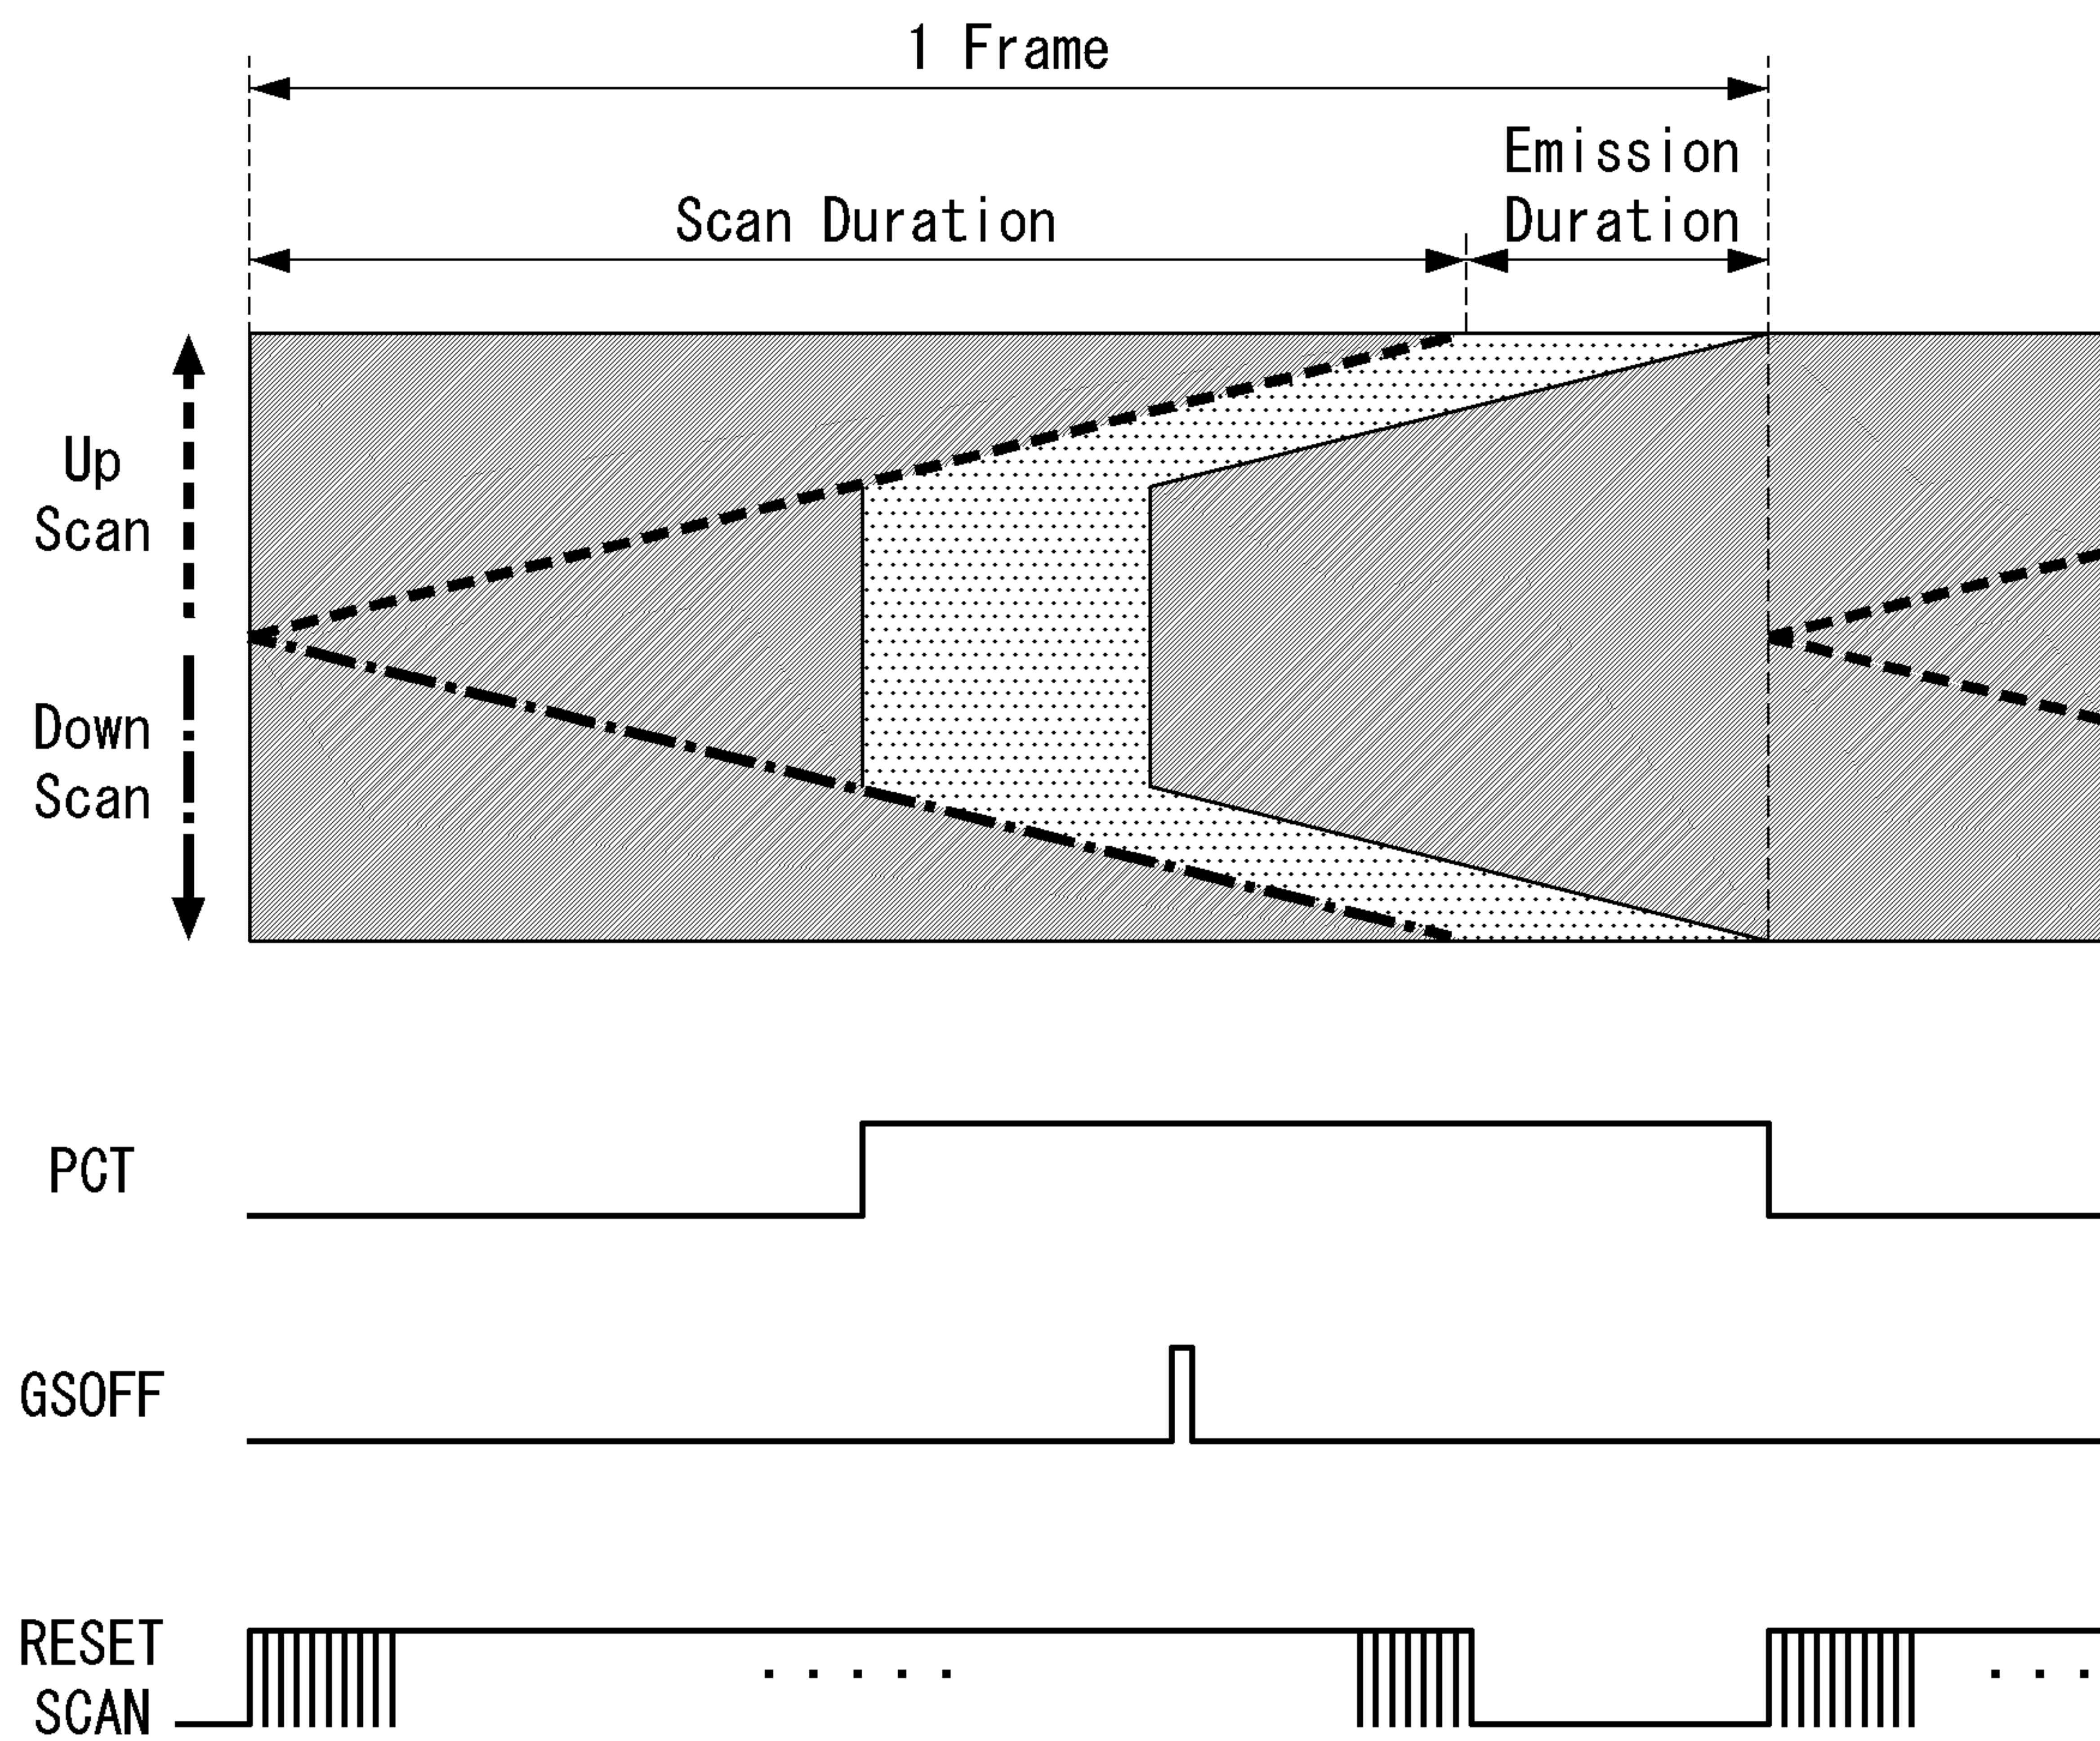 1 Frame
Emission
Scan Duration
Duration
Up
Scan
Down
Scan
PCT
GSOFF
RESET
SCAN